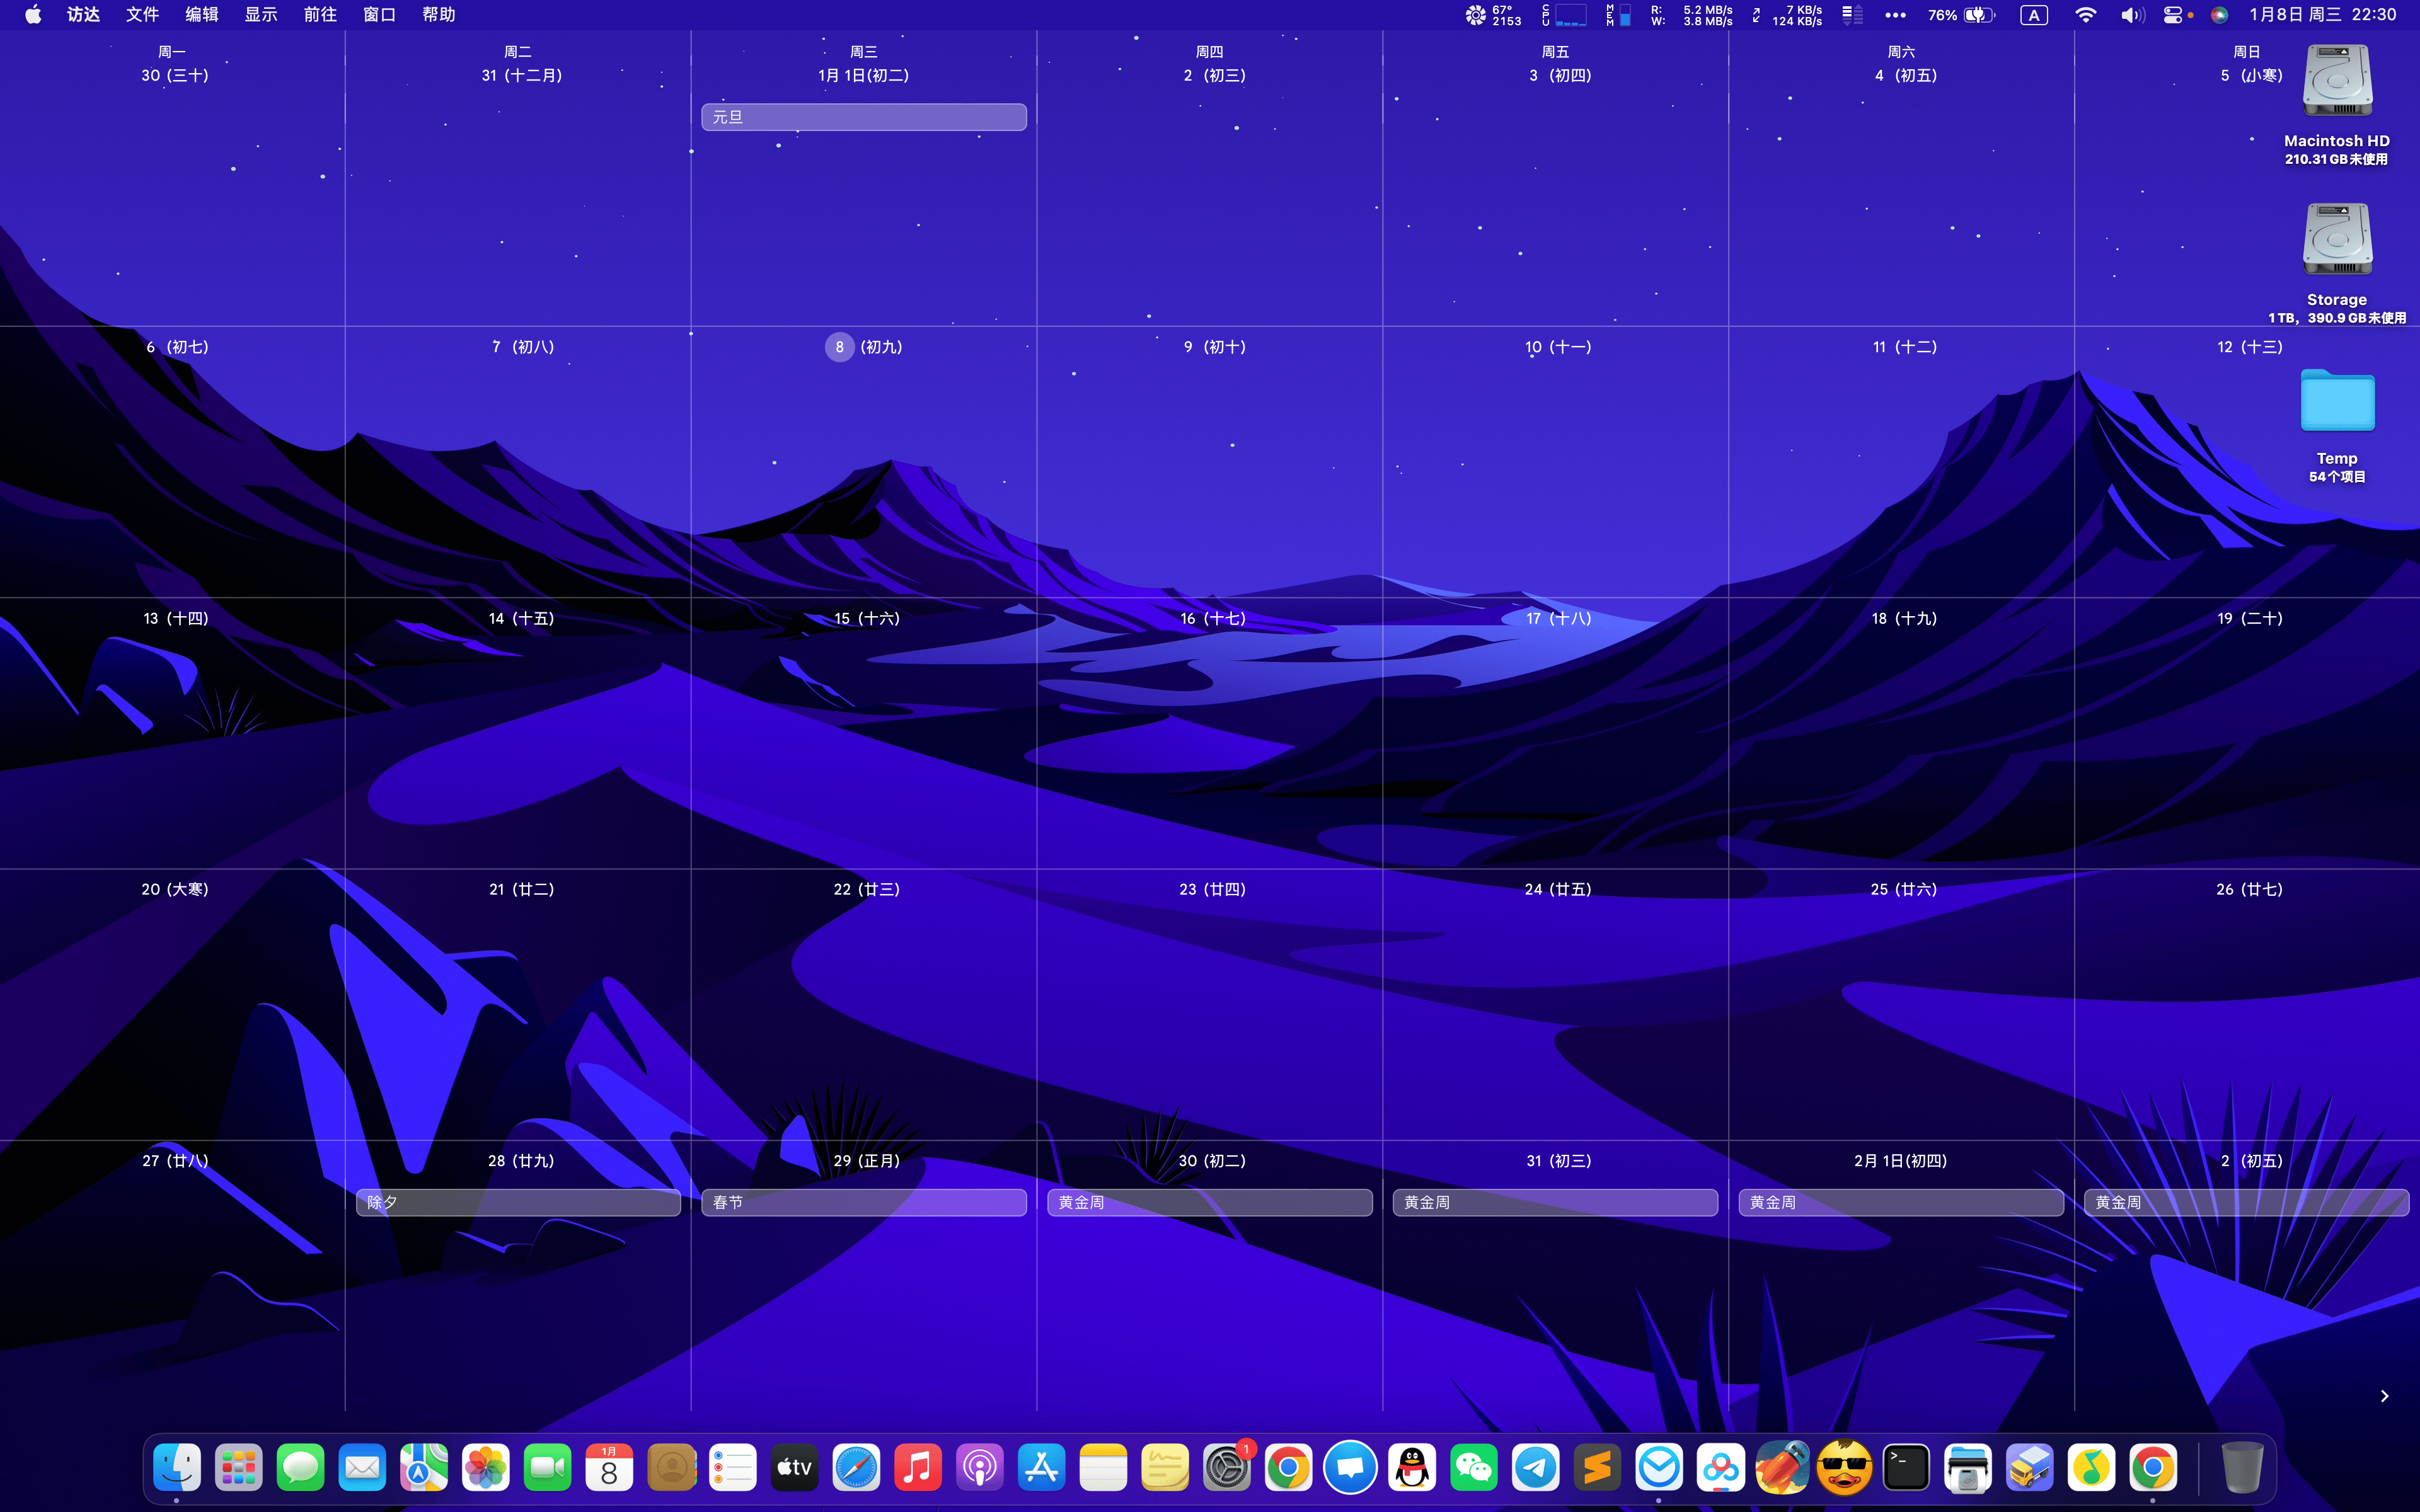 访达 文件 编辑 显示 前往 窗口 帮助
67° 2153 CPU MEM R: 5.2 MB/s W: 3.8 MB/s 7 KB/s 124 KB/s 76% A 1月8日 周三 22:30
周一 周二 周三 周四 周五 周六 周日
30 (三十) 31 (十二月) 1月 1日(初二) 2 (初三) 3 (初四) 4 (初五) 5 (小寒)
元旦
Macintosh HD
210.31 GB 未使用
Storage
1 TB，390.9 GB 未使用
6 (初七) 7 (初八) 8 (初九) 9 (初十) 10 (十一) 11 (十二) 12 (十三)
Temp
54个项目
13 (十四) 14 (十五) 15 (十六) 16 (十七) 17 (十八) 18 (十九) 19 (二十)
20 (大寒) 21 (廿二) 22 (廿三) 23 (廿四) 24 (廿五) 25 (廿六) 26 (廿七)
27 (廿八) 28 (廿九) 29 (正月) 30 (初二) 31 (初三) 2月 1日(初四) 2 (初五)
除夕 春节 黄金周 黄金周 黄金周 黄金周
1月
8
tv
1
>_